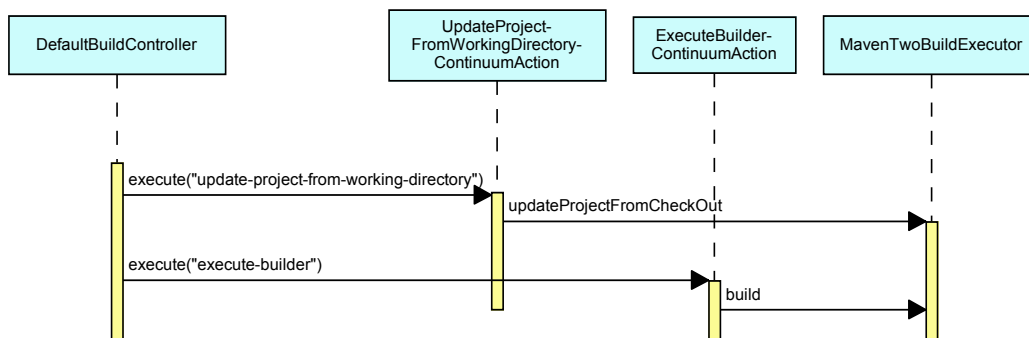 DefaultBuildController
UpdateProject-
FromWorkingDirectory-
ContinuumAction
ExecuteBuilder-
ContinuumAction
MavenTwoBuildExecutor
execute("update-project-from-working-directory")
updateProjectFromCheckOut
execute("execute-builder")
build